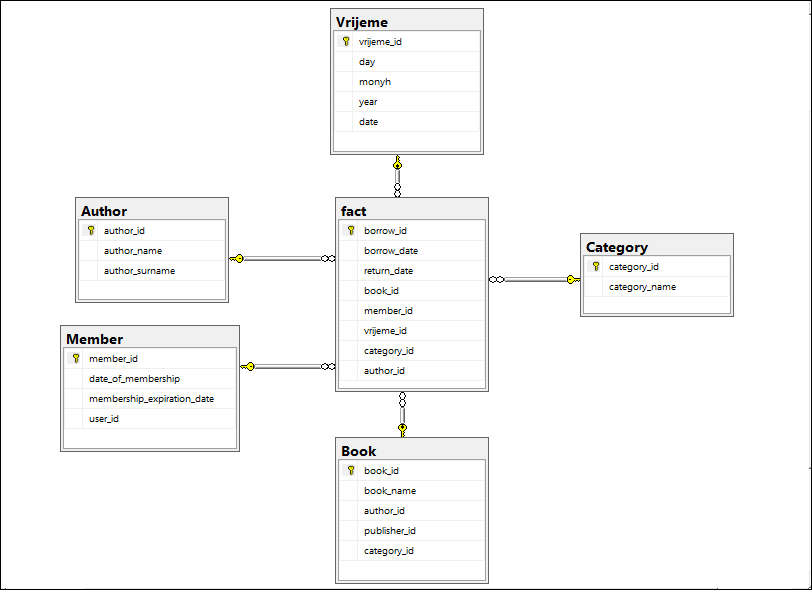 Vrijeme
vrijeme_id
day
monyh
year
date
Author
author_id
author_name
author_surname
fact
borrow_id
borrow_date
return_date
book_id
member_id
vrijeme_id
category_id
author_id
Category
category_id
category_name
Member
member_id
date_of_membership
membership_expiration_date
user_id
Book
book_id
book_name
author_id
publisher_id
category_id